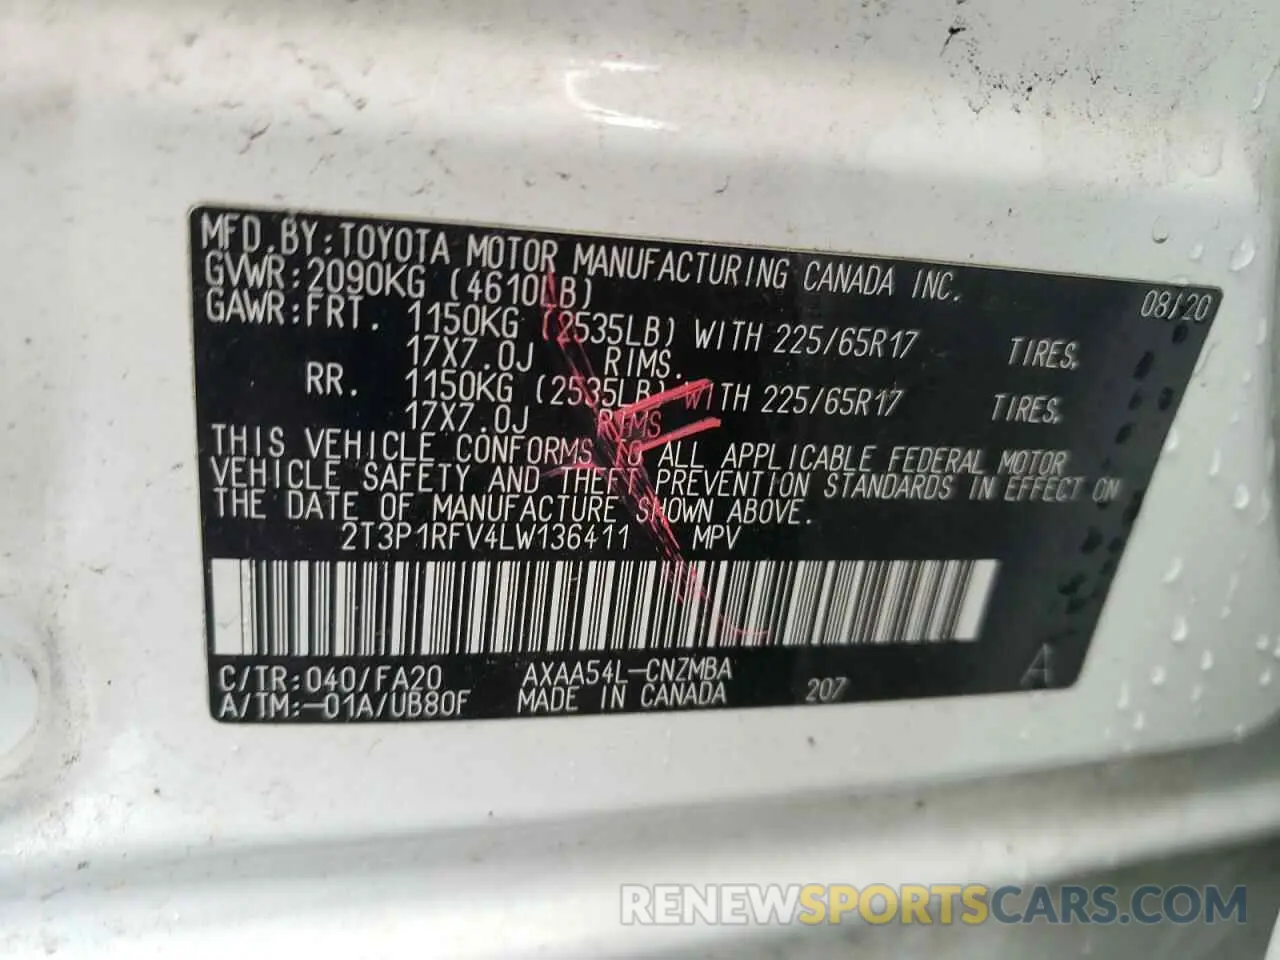 MFD.BY:TOYOTA MOTOR MANUFACTURING CANADA INC. 08/20
GVWR:2090KG (4610LB)
GAWR:FRT. 1150KG (2535LB) WITH 225/65R17 TIRES,
17X7.0J RIMS.
RR. 1150KG (2535LB) WITH 225/65R17 TIRES,
17X7.0J RIMS
THIS VEHICLE CONFORMS TO ALL APPLICABLE FEDERAL MOTOR
VEHICLE SAFETY AND THEFT PREVENTION STANDARDS IN EFFECT ON
THE DATE OF MANUFACTURE SHOWN ABOVE.
2T3P1RFV4LW136411 MPV
C/TR:040/FA20 AXAA54L-CNZMBA
A/TM:-01A/UB80F MADE IN CANADA 207 A
RENEWSPORTSCARS.COM